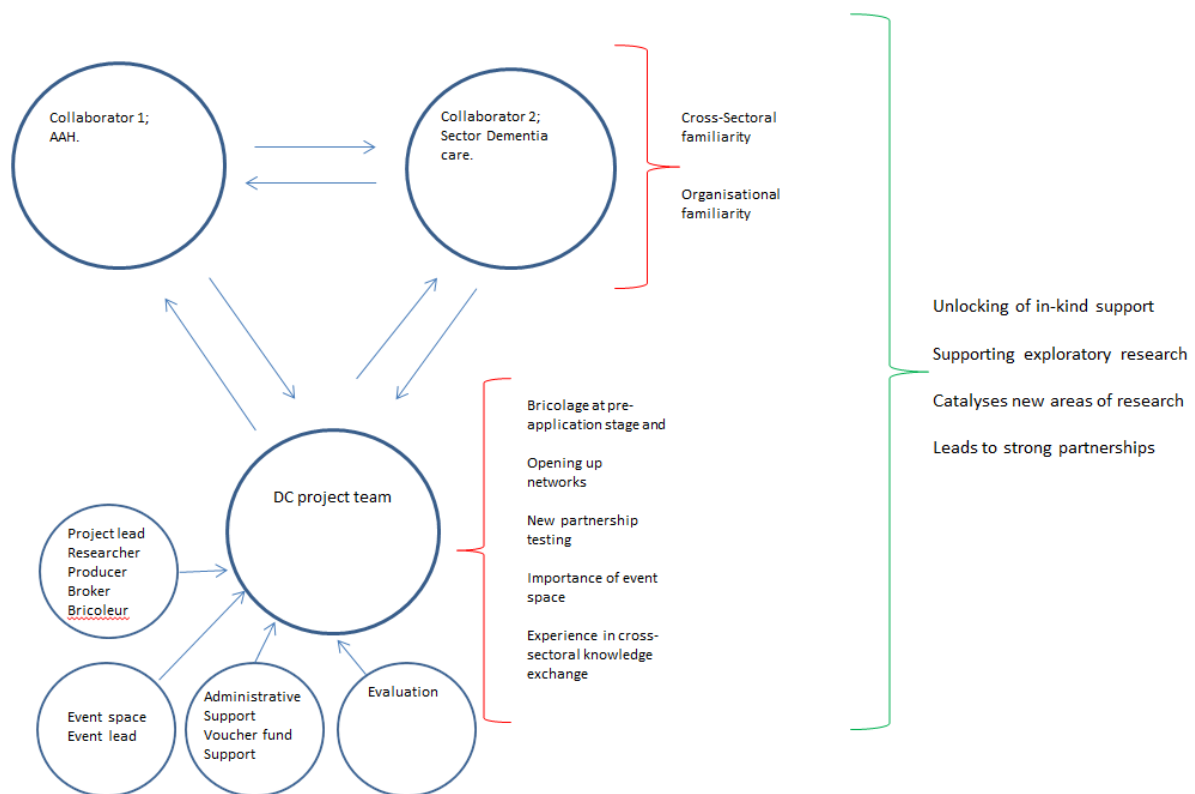 Collaborator 1;
AAH.
Collaborator 2;
Sector Dementia
care.
Cross-Sectoral
familiarity
Organisational
familiarity
Unlocking of in-kind support
Supporting exploratory research
Catalyses new areas of research
Leads to strong partnerships
DC project team
Bricolage at pre-
application stage and
Opening up
networks
New partnership
testing
Importance of event
space
Experience in cross-
sectoral knowledge
exchange
Project lead
Researcher
Producer
Broker
Bricoleur
Event space
Event lead
Administrative
Support
Voucher fund
Support
Evaluation